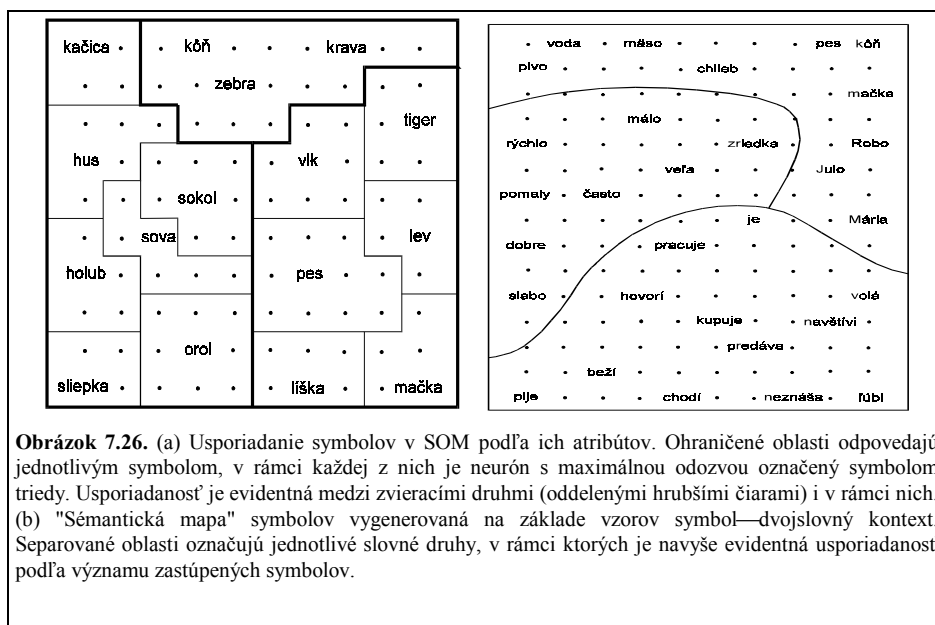 kačica kôň krava
zebra
tiger
hus vlk
sokol
sova lev
holub pes
orol
sliepka líška mačka
voda mäso pes kôň
pivo chlieb
mačka
málo
rýchlo zriedka Robo
veľa Julo
pomaly často
je Mária
dobre pracuje
slabo hovorí volá
kupuje navštívi
predáva
beží
pije chodí neznáša ľúbi
Obrázok 7.26. (a) Usporiadanie symbolov v SOM podľa ich atribútov. Ohraničené oblasti odpovedajú
jednotlivým symbolom, v rámci každej z nich je neurón s maximálnou odozvou označený symbolom
triedy. Usporiadanosť je evidentná medzi zvieracími druhmi (oddelenými hrubšími čiarami) i v rámci nich.
(b) "Sémantická mapa" symbolov vygenerovaná na základe vzorov symbol—dvojslovný kontext.
Separované oblasti označujú jednotlivé slovné druhy, v rámci ktorých je navyše evidentná usporiadanosť
podľa významu zastúpených symbolov.